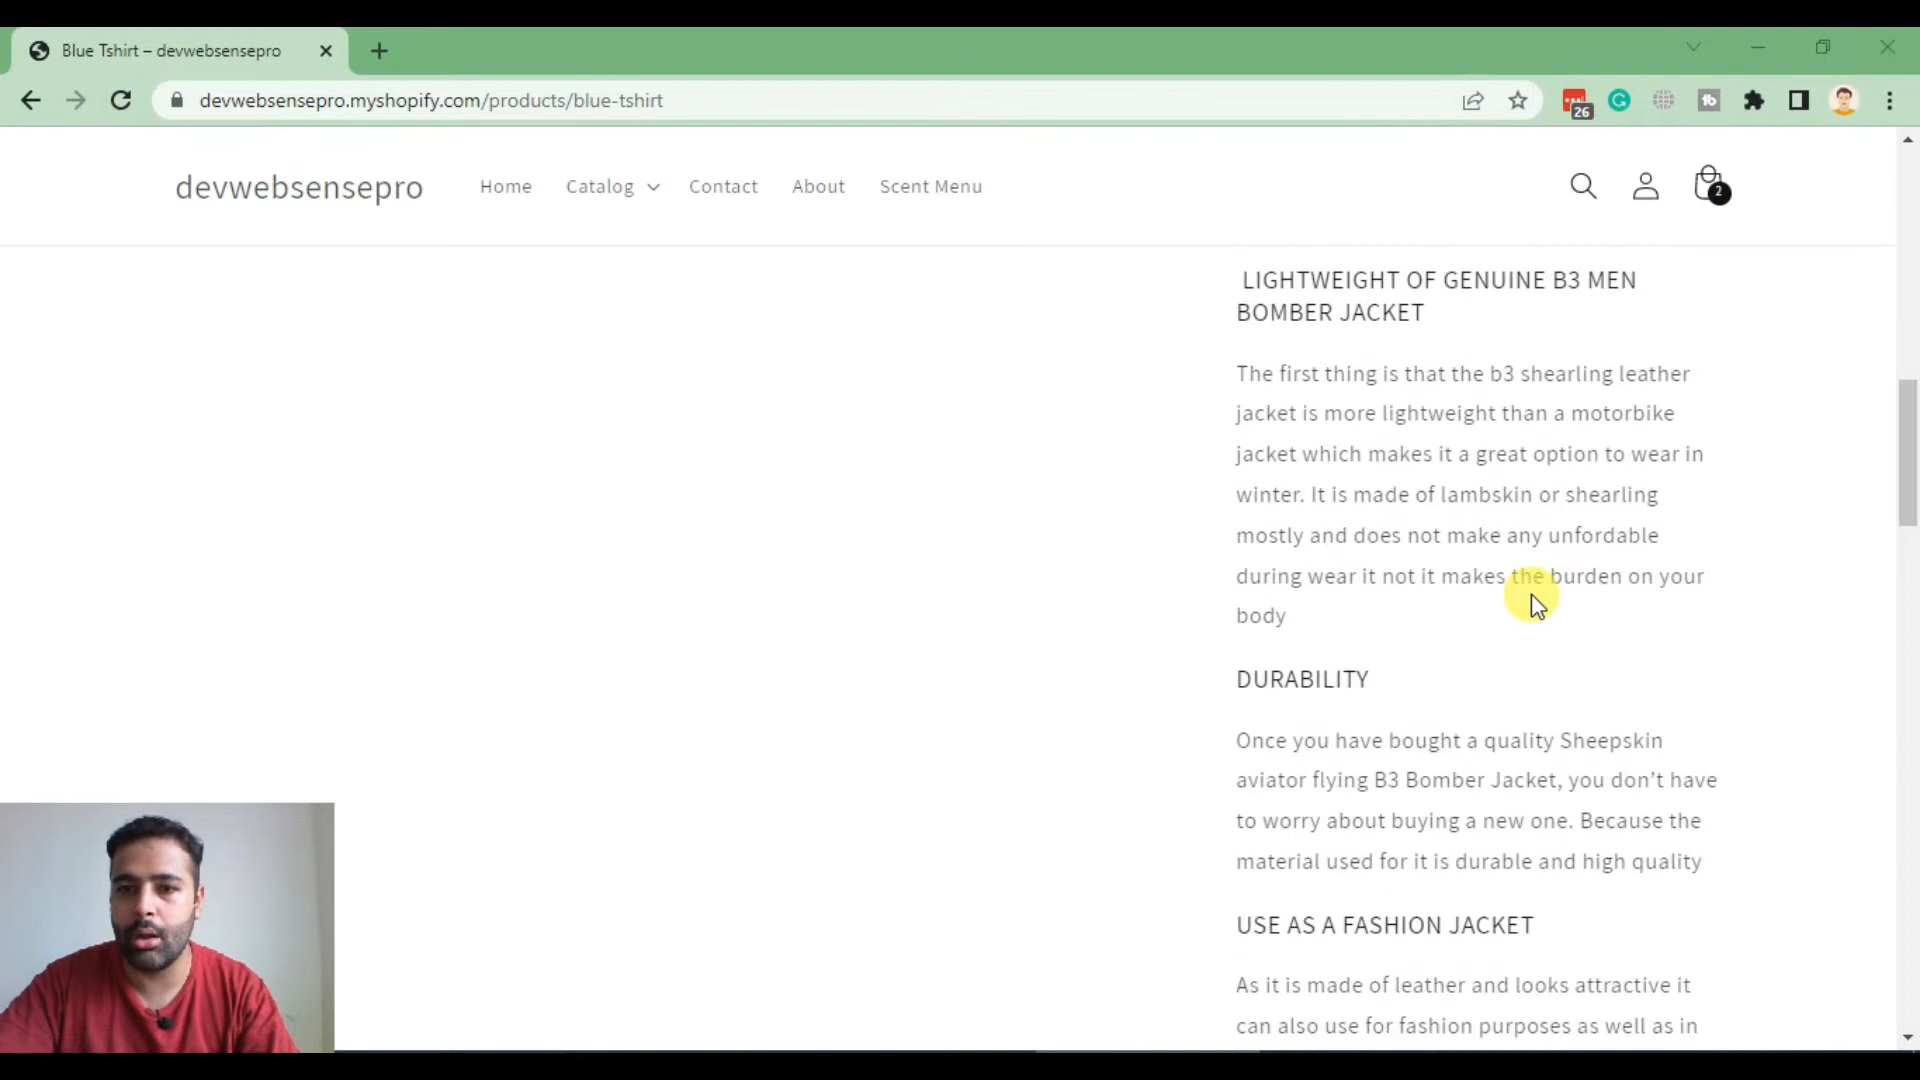 Blue Tshirt – devwebsensepro
devwebsensepro.myshopify.com/products/blue-tshirt
26
devwebsensepro
Home
Catalog
Contact
About
Scent Menu
2
LIGHTWEIGHT OF GENUINE B3 MEN
BOMBER JACKET
The first thing is that the b3 shearling leather
jacket is more lightweight than a motorbike
jacket which makes it a great option to wear in
winter. It is made of lambskin or shearling
mostly and does not make any unfordable
during wear it not it makes the burden on your
body
DURABILITY
Once you have bought a quality Sheepskin
aviator flying B3 Bomber Jacket, you don’t have
to worry about buying a new one. Because the
material used for it is durable and high quality
USE AS A FASHION JACKET
As it is made of leather and looks attractive it
can also use for fashion purposes as well as in